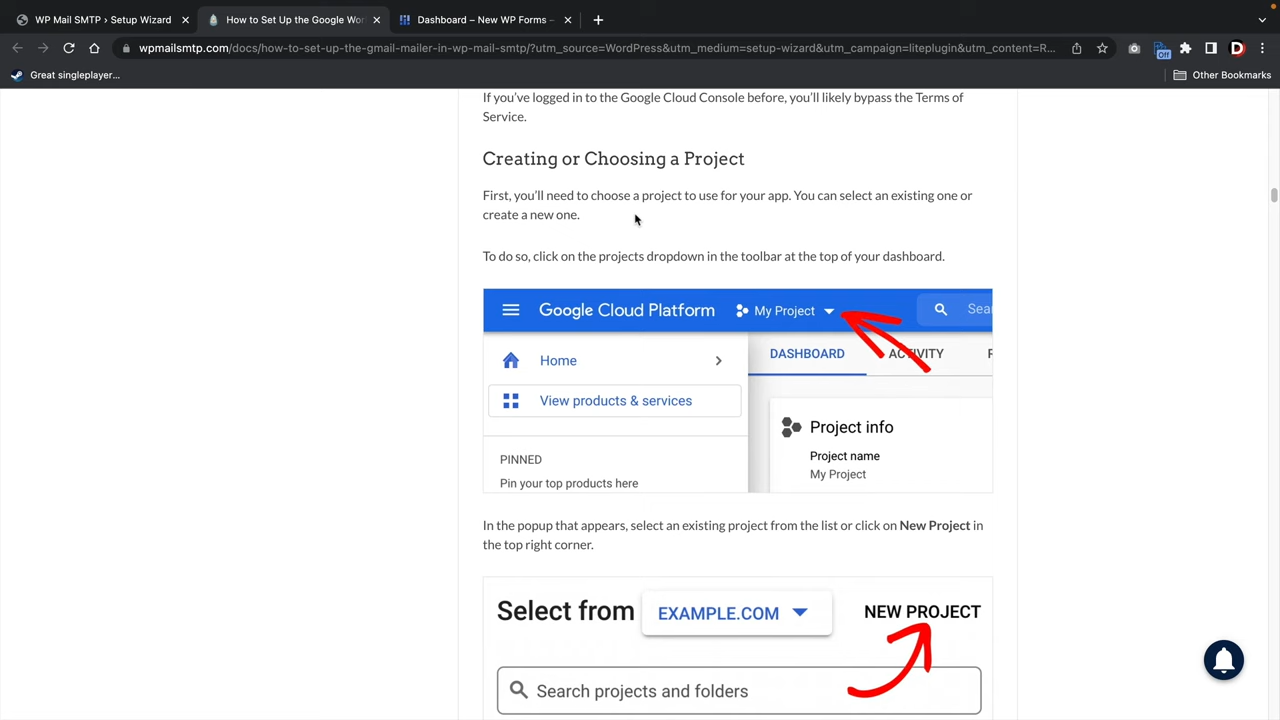 WP Mail SMTP › Setup Wizard
How to Set Up the Google Wor
Dashboard – New WP Forms –
wpmailsmtp.com/docs/how-to-set-up-the-gmail-mailer-in-wp-mail-smtp/?utm_source=WordPress&utm_medium=setup-wizard&utm_campaign=liteplugin&utm_content=R...
Off
D
Great singleplayer...
Other Bookmarks
If you've logged in to the Google Cloud Console before, you'll likely bypass the Terms of
Service.
Creating or Choosing a Project
First, you'll need to choose a project to use for your app. You can select an existing one or
create a new one.
To do so, click on the projects dropdown in the toolbar at the top of your dashboard.
Google Cloud Platform
My Project
Sear
Home
DASHBOARD
ACTIVITY
View products & services
Project info
Project name
PINNED
My Project
Pin your top products here
In the popup that appears, select an existing project from the list or click on New Project in
the top right corner.
Select from
EXAMPLE.COM
NEW PROJECT
Search projects and folders